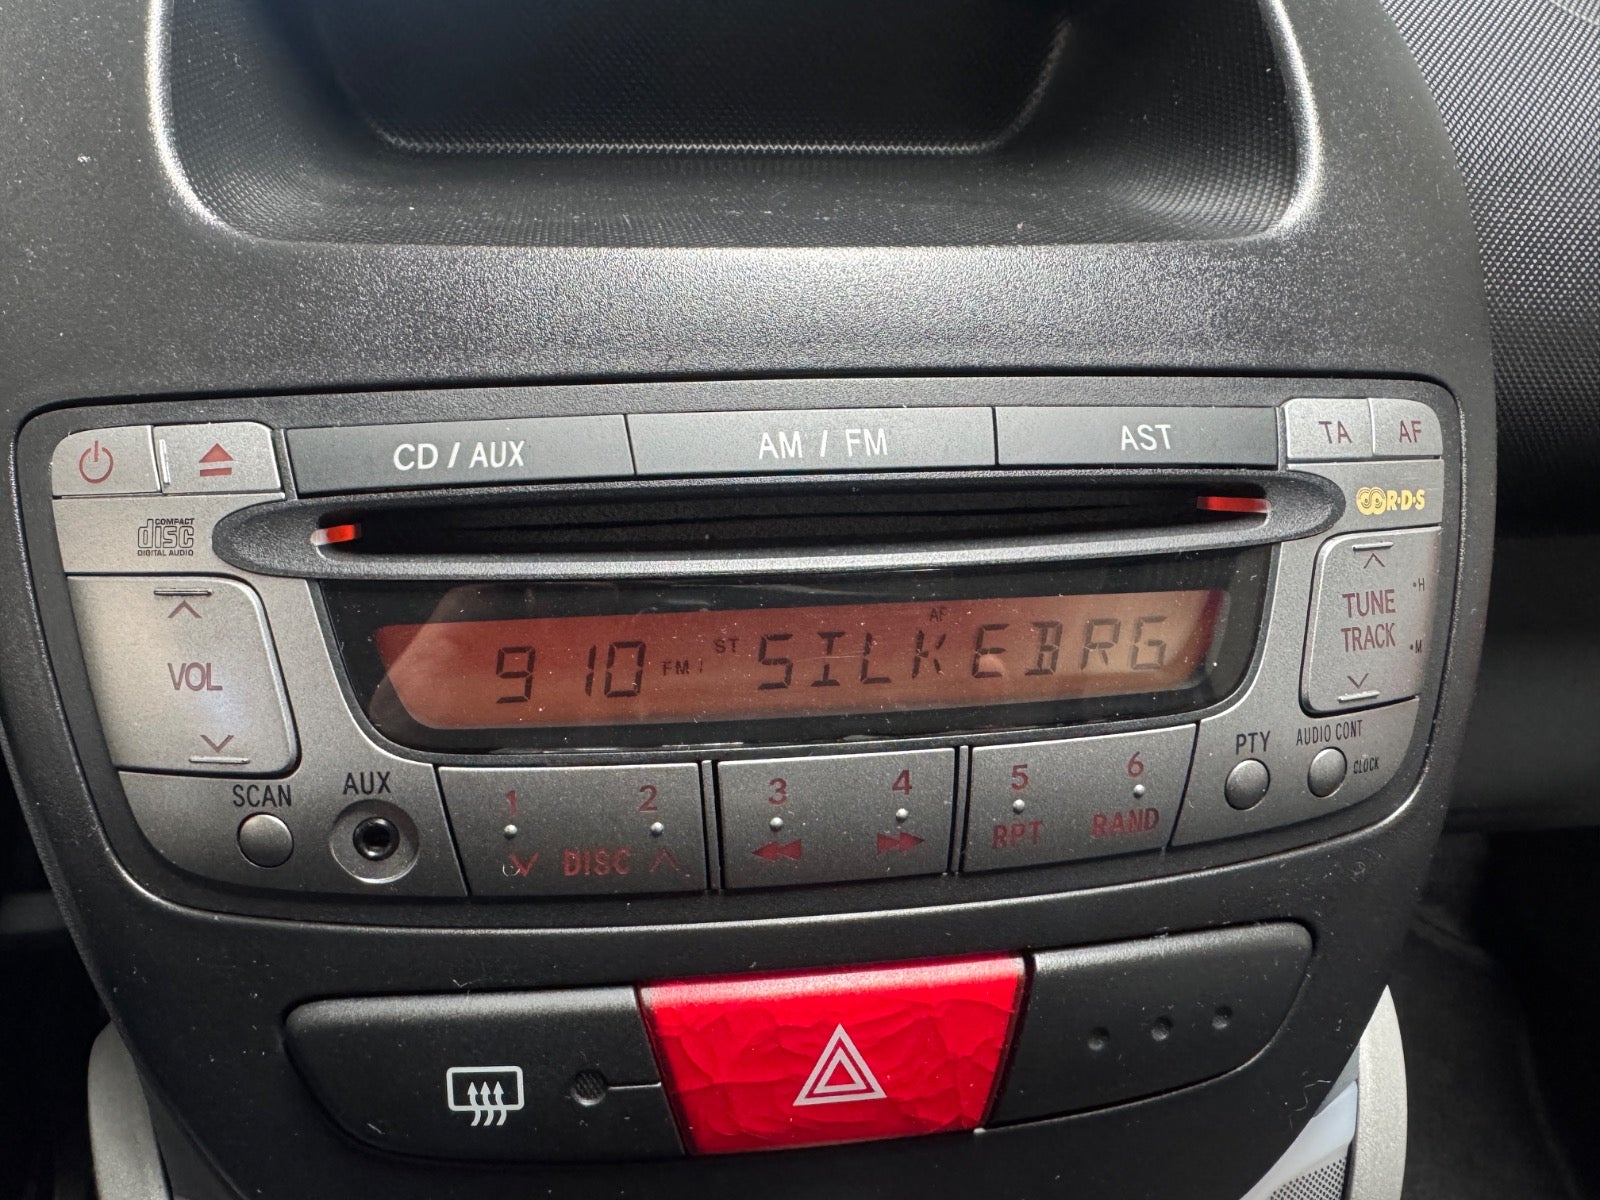 CD / AUX AM / FM AST TA AF
COMPACT
disc
DIGITAL AUDIO
R·D·S
VOL
910 FM1 ST AF SILKEBRG
TUNE
TRACK
H
M
SCAN AUX
PTY AUDIO CONT
CLOCK
1 2 3 4 5 6
DISC RPT RAND